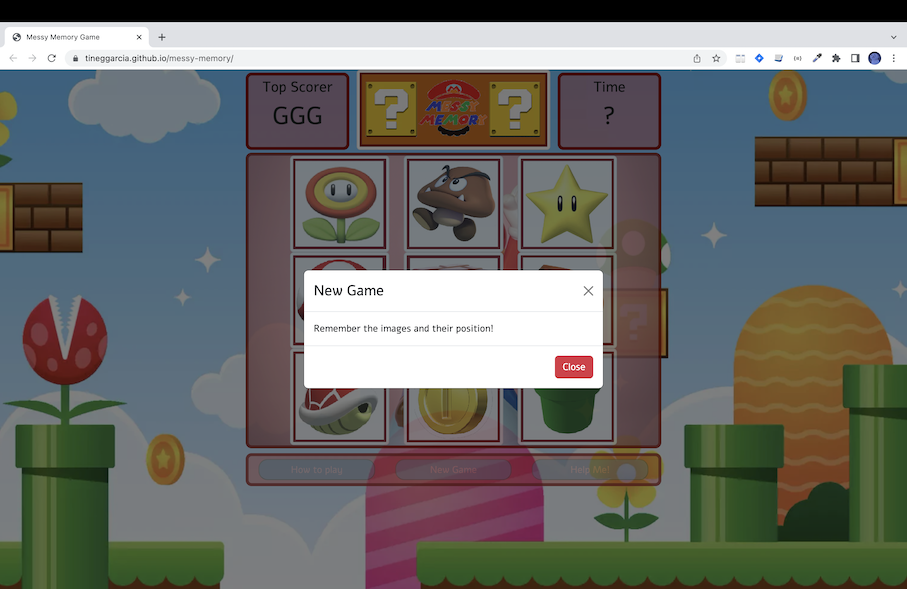 Messy Memory Game
tineggarcia.github.io/messy-memory/
Top Scorer
GGG
? MESSY MEMORY ?
Time
?
New Game
Remember the images and their position!
Close
How to play
New Game
Help Me!